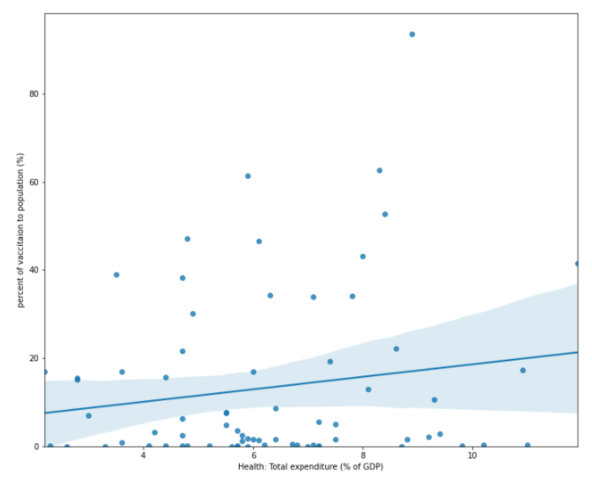 80
60
40
20
0
4 6 8 10
percent of vaccitaion to population (%)
Health: Total expenditure (% of GDP)